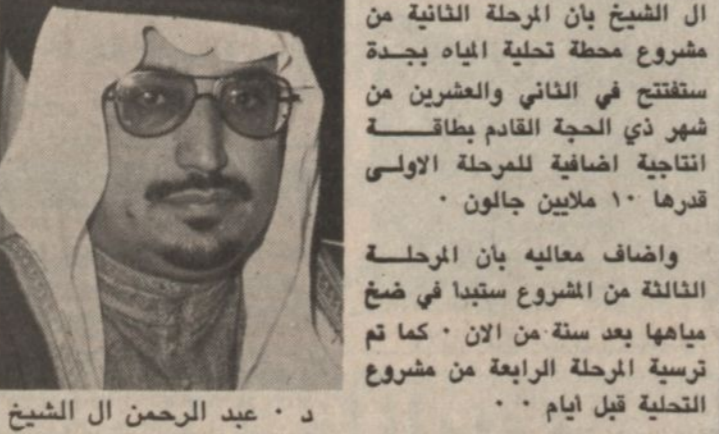 ال الشيخ بأن المرحلة الثانية من
مشروع محطة تحلية المياه بجدة
ستفتتح في الثاني والعشرين من
شهر ذي الحجة القادم بطاقة
انتاجية اضافية للمرحلة الاولى
قدرها ١٠ ملايين جالون ٠
واضاف معاليه بأن المرحلة
الثالثة من المشروع ستبدا في ضخ
مياهها بعد سنة من الان ٠ كما تم
ترسية المرحلة الرابعة من مشروع
التحلية قبل أيام ٠ ٠
د ٠ عبد الرحمن ال الشيخ